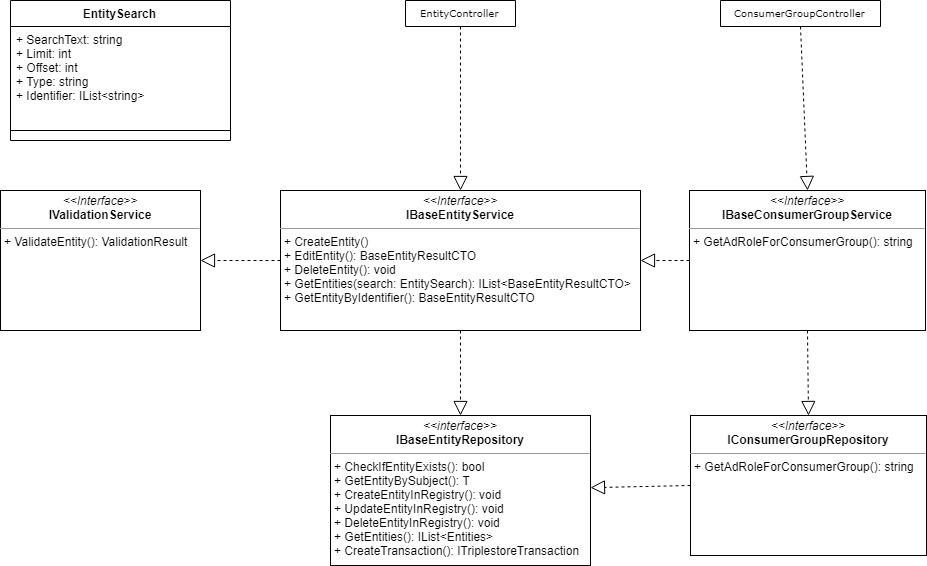 EntitySearch
+ SearchText: string
+ Limit: int
+ Offset: int
+ Type: string
+ Identifier: IList<string>
EntityController
ConsumerGroupController
<<Interface>>
IValidationService
+ ValidateEntity(): ValidationResult
<<Interface>>
IBaseEntityService
+ CreateEntity()
+ EditEntity(): BaseEntityResultCTO
+ DeleteEntity(): void
+ GetEntities(search: EntitySearch): IList<BaseEntityResultCTO>
+ GetEntityByIdentifier(): BaseEntityResultCTO
<<Interface>>
IBaseConsumerGroupService
+ GetAdRoleForConsumerGroup(): string
<<interface>>
IBaseEntityRepository
+ CheckIfEntityExists(): bool
+ GetEntityBySubject(): T
+ CreateEntityInRegistry(): void
+ UpdateEntityInRegistry(): void
+ DeleteEntityInRegistry(): void
+ GetEntities(): IList<Entities>
+ CreateTransaction(): ITriplestoreTransaction
<<Interface>>
IConsumerGroupRepository
+ GetAdRoleForConsumerGroup(): string